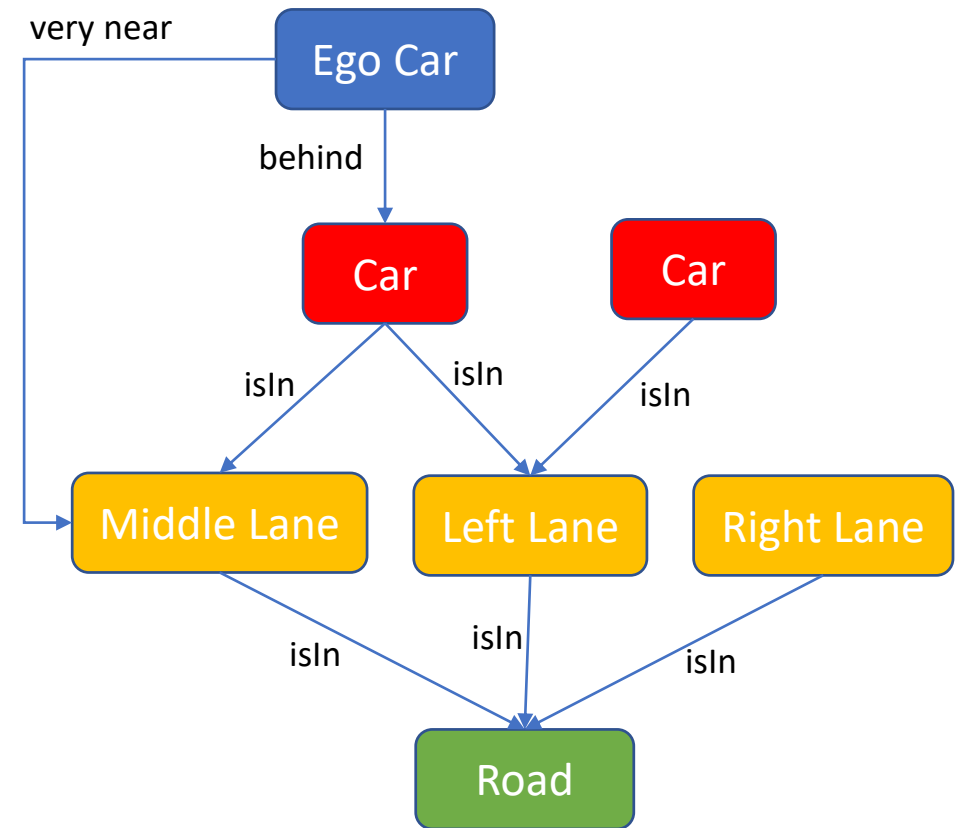 very near
Ego Car
behind
Car
Car
isIn
isIn
isIn
Middle Lane
Left Lane
Right Lane
isIn
isIn
isIn
Road